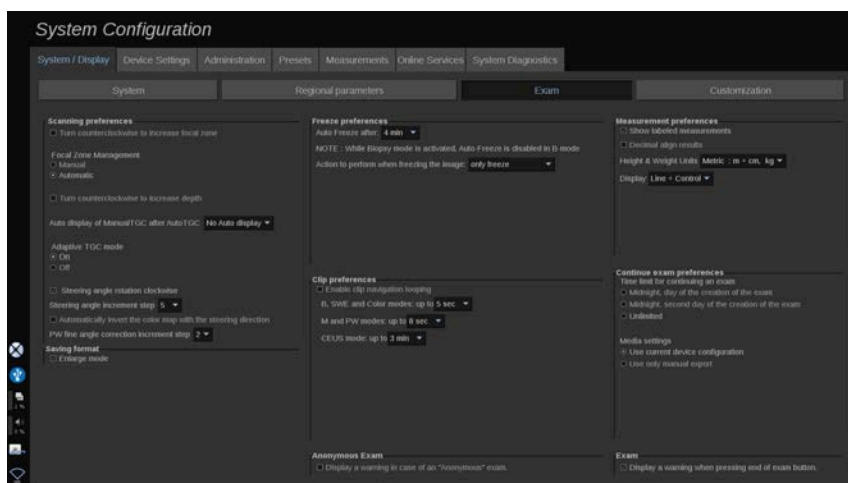 System Configuration
System / Display
Device Settings
Administration
Presets
Measurements
Online Services
System Diagnostics
System
Regional parameters
Exam
Customization
Scanning preferences
Turn counterclockwise to increase focal zone
Focal Zone Management
Manual
Automatic
Turn counterclockwise to increase depth
Auto display of ManualTGC after AutoTGC: No Auto display
Adaptive TGC mode
On
Off
Steering angle rotation clockwise
Steering angle increment step 5
Automatically invert the color map with the steering direction
PW fine angle correction increment step 2
Saving format
Enlarge mode
Freeze preferences
Auto Freeze after: 4 min
NOTE : While Biopsy mode is activated, Auto Freeze is disabled in B mode
Action to perform when freezing the image: only freeze
Clip preferences
Enable clip navigation looping
B, SWE and Color modes: up to 5 sec
M and PW modes: up to 8 sec
CEUS mode: up to 3 min
Anonymous Exam
Display a warning in case of an "Anonymous" exam.
Measurement preferences
Show labeled measurements
Decimal align results
Height & Weight Units Metric : m + cm, kg
Display Line + Control
Continue exam preferences
Time limit for continuing an exam
Midnight, day of the creation of the exam
Midnight, second day of the creation of the exam
Unlimited
Media settings
Use current device configuration
Use only manual export
Exam
Display a warning when pressing end of exam button.